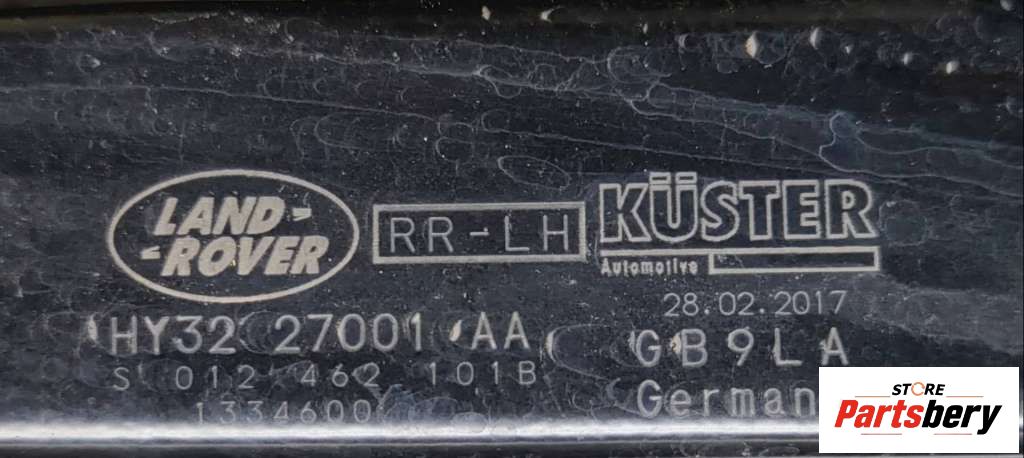 LAND-
-ROVER
RR-LH
KÜSTER
Automotive
28.02.2017
HY32 27001 AA
GB9LA
S 012 462 101B
1334600
German
STORE
Partsbery